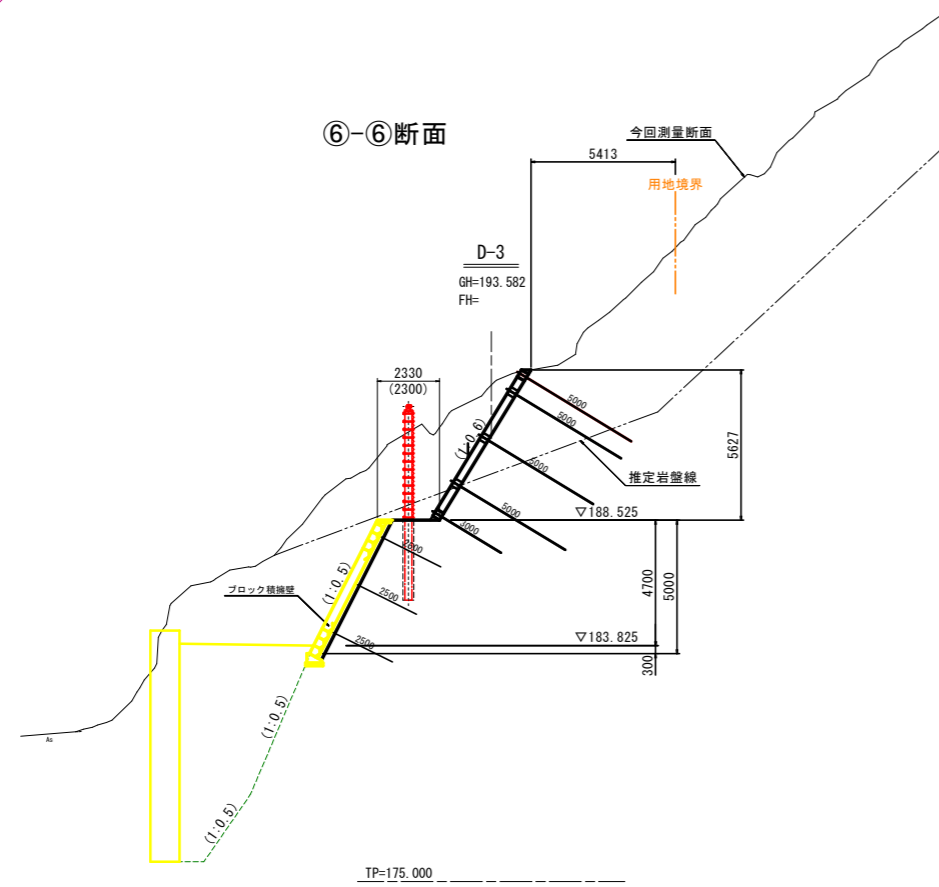 ⑥-⑥断面
今回測量断面
5413
用地境界
D-3
GH=193.582
FH=
2330
(2300)
5000
5000
(1:0.6)
5627
5000
推定岩盤線
5000
▽188.525
3000
2500
(1:0.5)
4700
5000
ブロック積擁壁
2500
2500
▽183.825
300
(1:0.5)
As
(1:0.5)
TP=175.000